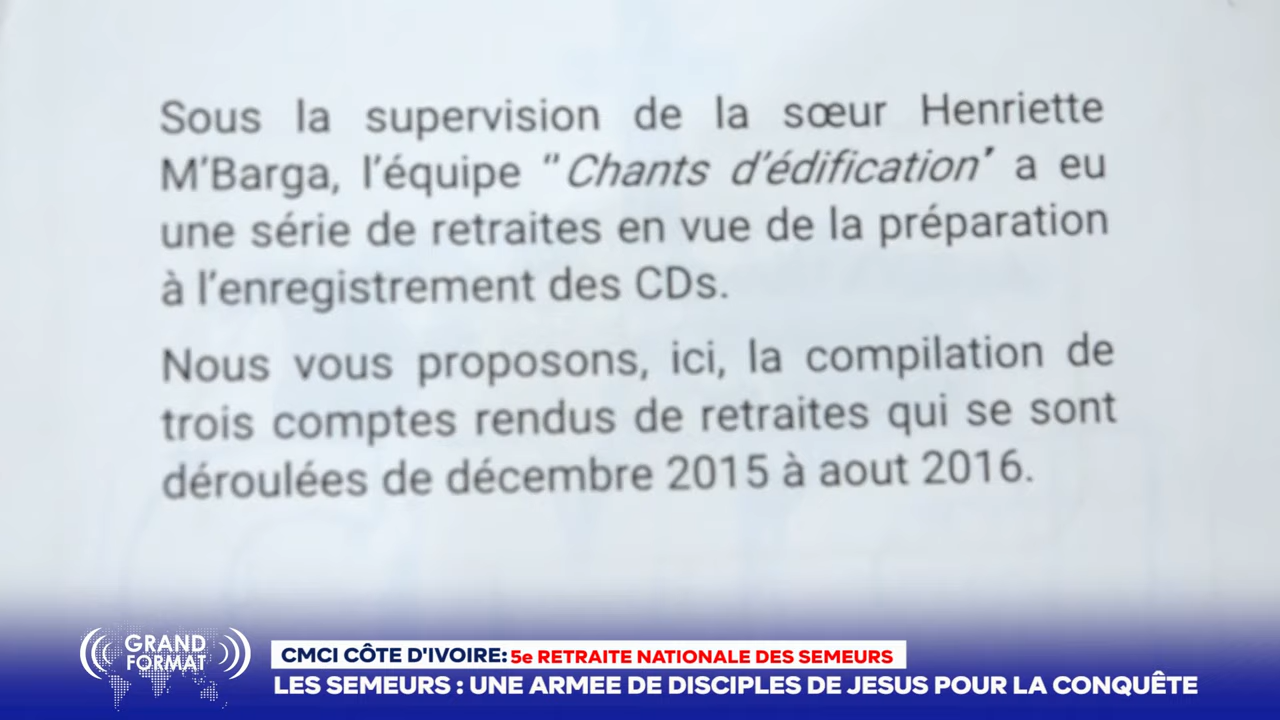 Sous la supervision de la sœur Henriette
M'Barga, l'équipe "Chants d'édification" a eu
une série de retraites en vue de la préparation
à l'enregistrement des CDs.
Nous vous proposons, ici, la compilation de
trois comptes rendus de retraites qui se sont
déroulées de décembre 2015 à aout 2016.
GRAND
FORMAT
CMCI CÔTE D'IVOIRE: 5e RETRAITE NATIONALE DES SEMEURS
LES SEMEURS : UNE ARMEE DE DISCIPLES DE JESUS POUR LA CONQUÊTE